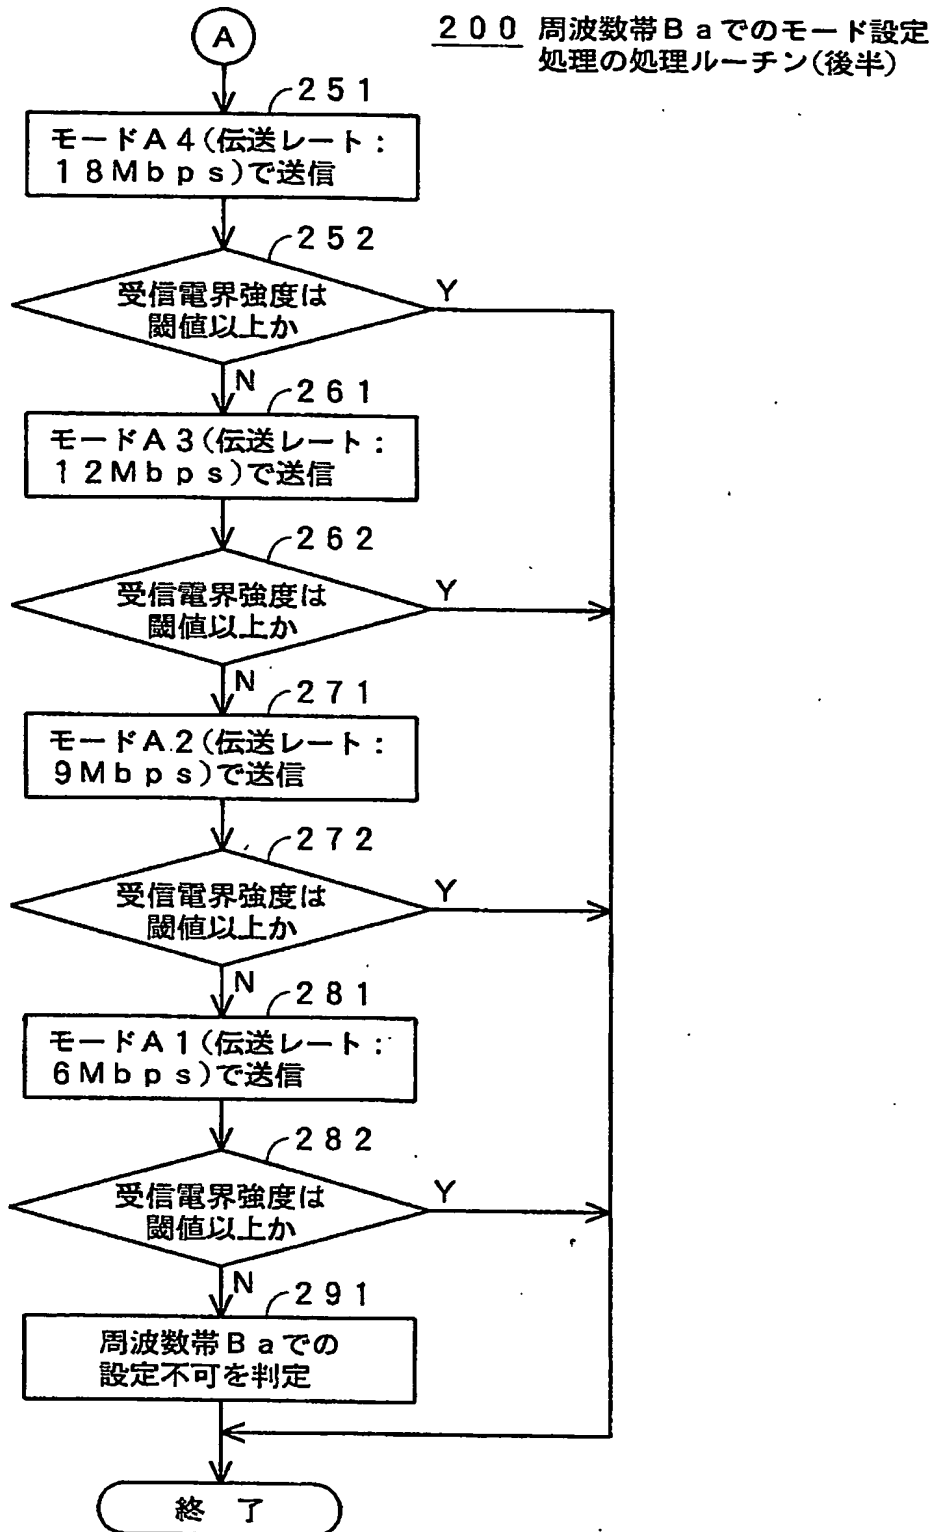 A
200 周波数帯Baでのモード設定
処理の処理ルーチン(後半)
251
モードA4(伝送レート:
18Mbps)で送信
252
受信電界強度は
閾値以上か
Y
N
261
モードA3(伝送レート:
12Mbps)で送信
262
受信電界強度は
閾値以上か
Y
N
271
モードA2(伝送レート:
9Mbps)で送信
272
受信電界強度は
閾値以上か
Y
N
281
モードA1(伝送レート:
6Mbps)で送信
282
受信電界強度は
閾値以上か
Y
N
291
周波数帯Baでの
設定不可を判定
終了